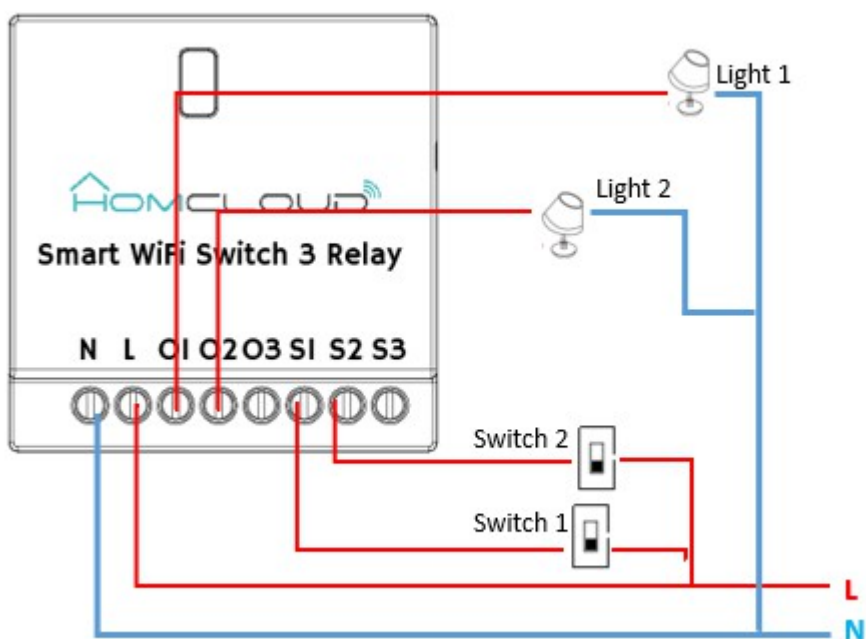 Light 1
Light 2
HOMCLOUD
Smart WiFi Switch 3 Relay
N L O1 O2 O3 S1 S2 S3
Switch 2
Switch 1
L
N